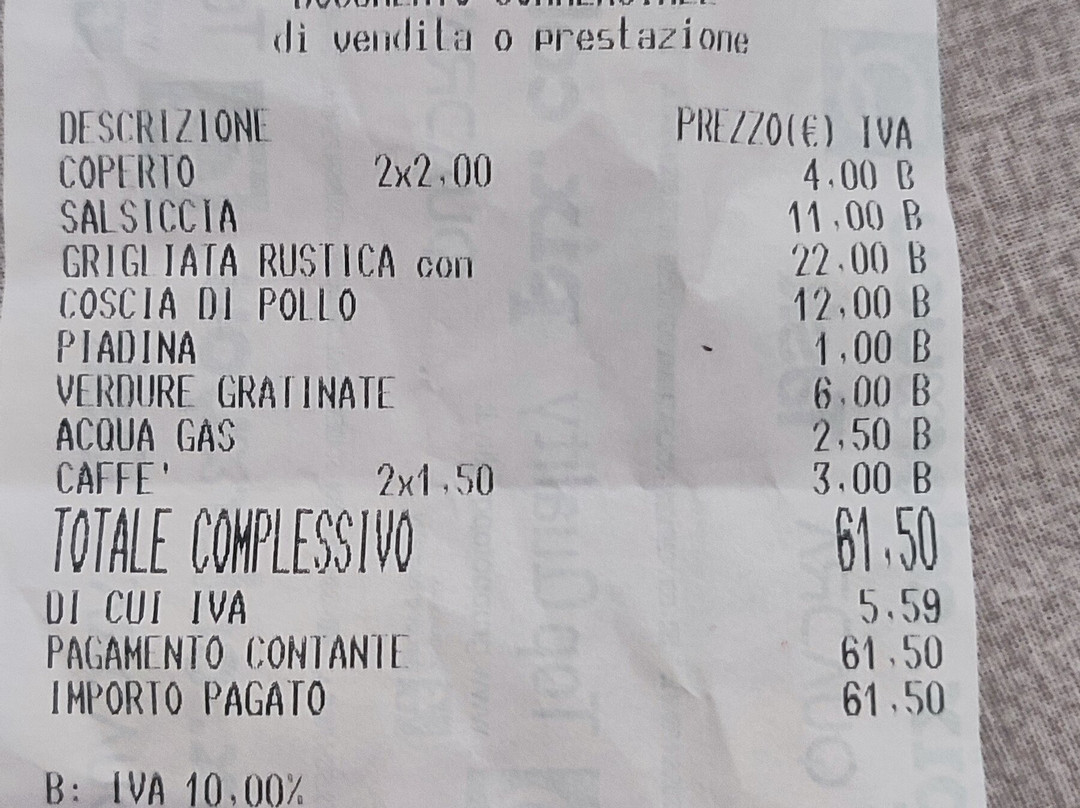 DOCUMENTO COMMERCIALE
di vendita o prestazione
DESCRIZIONE PREZZO(€) IVA
COPERTO 2x2,00 4,00 B
SALSICCIA 11,00 B
GRIGLIATA RUSTICA con 22,00 B
COSCIA DI POLLO 12,00 B
PIADINA 1,00 B
VERDURE GRATINATE 6,00 B
ACQUA GAS 2,50 B
CAFFE' 2x1,50 3,00 B
TOTALE COMPLESSIVO 61,50
DI CUI IVA 5,59
PAGAMENTO CONTANTE 61,50
IMPORTO PAGATO 61,50
B: IVA 10,00%